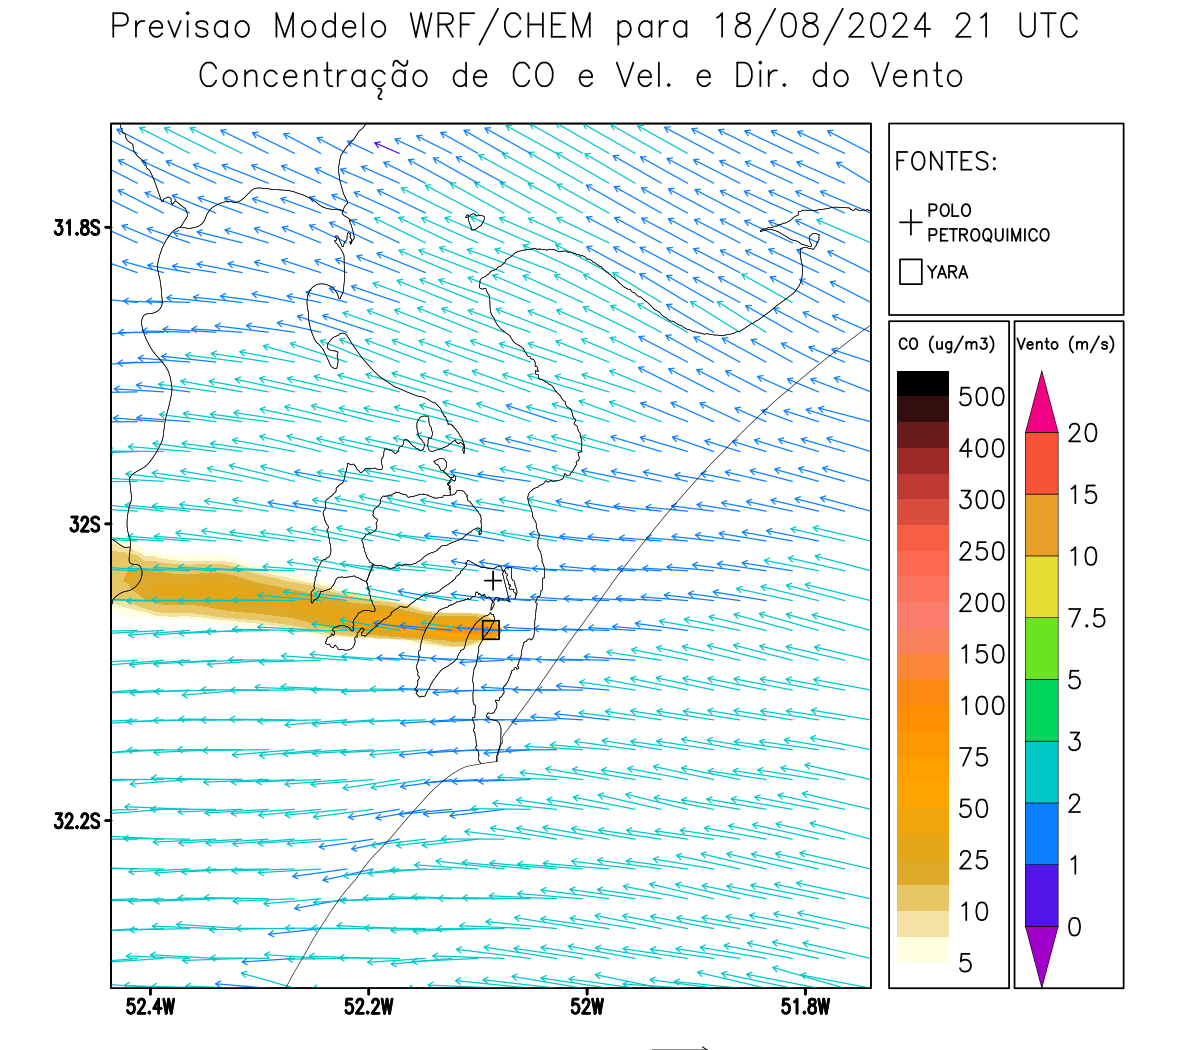 Previsao Modelo WRF/CHEM para 18/08/2024 21 UTC
Concentração de CO e Vel. e Dir. do Vento
FONTES:
POLO
PETROQUIMICO
YARA
CO (ug/m3)
500
400
300
250
200
150
100
75
50
25
10
5
Vento (m/s)
20
15
10
7.5
5
3
2
1
0
31.8S
32S
32.2S
52.4W
52.2W
52W
51.8W